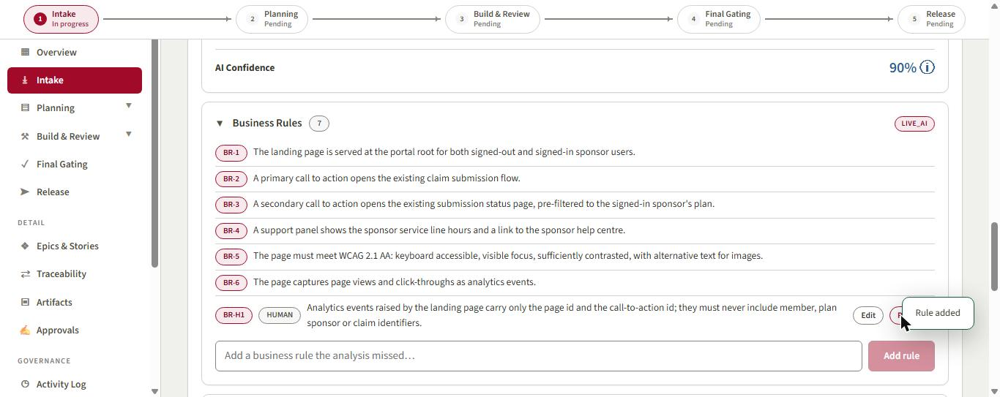 1 Intake In progress
2 Planning Pending
3 Build & Review Pending
4 Final Gating Pending
5 Release Pending
Overview
Intake
Planning
Build & Review
Final Gating
Release
DETAIL
Epics & Stories
Traceability
Artifacts
Approvals
GOVERNANCE
Activity Log
AI Confidence 90%
Business Rules 7 LIVE_AI
BR-1 The landing page is served at the portal root for both signed-out and signed-in sponsor users.
BR-2 A primary call to action opens the existing claim submission flow.
BR-3 A secondary call to action opens the existing submission status page, pre-filtered to the signed-in sponsor's plan.
BR-4 A support panel shows the sponsor service line hours and a link to the sponsor help centre.
BR-5 The page must meet WCAG 2.1 AA: keyboard accessible, visible focus, sufficiently contrasted, with alternative text for images.
BR-6 The page captures page views and click-throughs as analytics events.
BR-H1 HUMAN Analytics events raised by the landing page carry only the page id and the call-to-action id; they must never include member, plan
sponsor or claim identifiers.
Edit
Rule added
Add a business rule the analysis missed…
Add rule